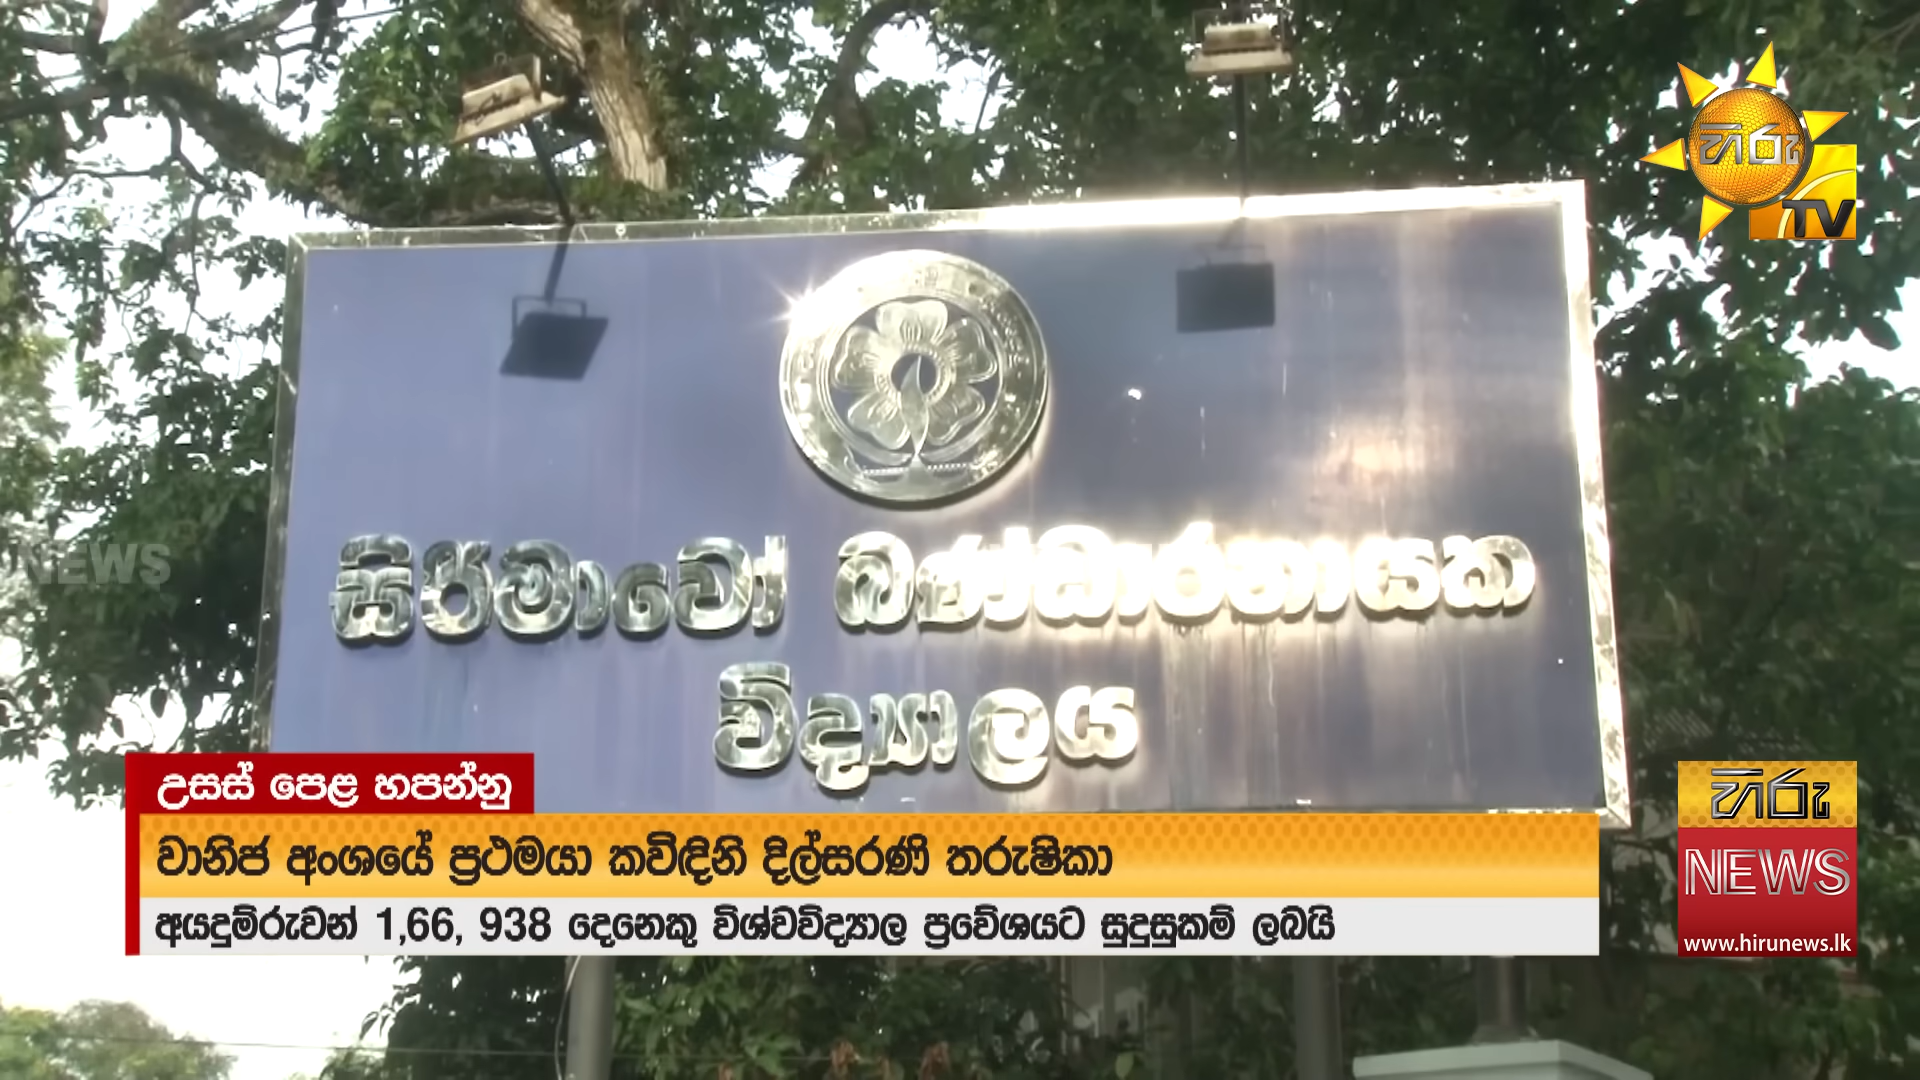 හිරු
TV
NEWS
සිරිමාවෝ බණ්ඩාරනායක
විද්‍යාලය
උසස් පෙළ හපන්නු
වානිජ අංශයේ ප්‍රථමයා කවිඳිනි දිල්සරණි තරුෂිකා
අයදුම්රුවන් 1,66, 938 දෙනෙකු විශ්වවිද්‍යාල ප්‍රවේශයට සුදුසුකම් ලබයි
හිරු
NEWS
www.hirunews.lk